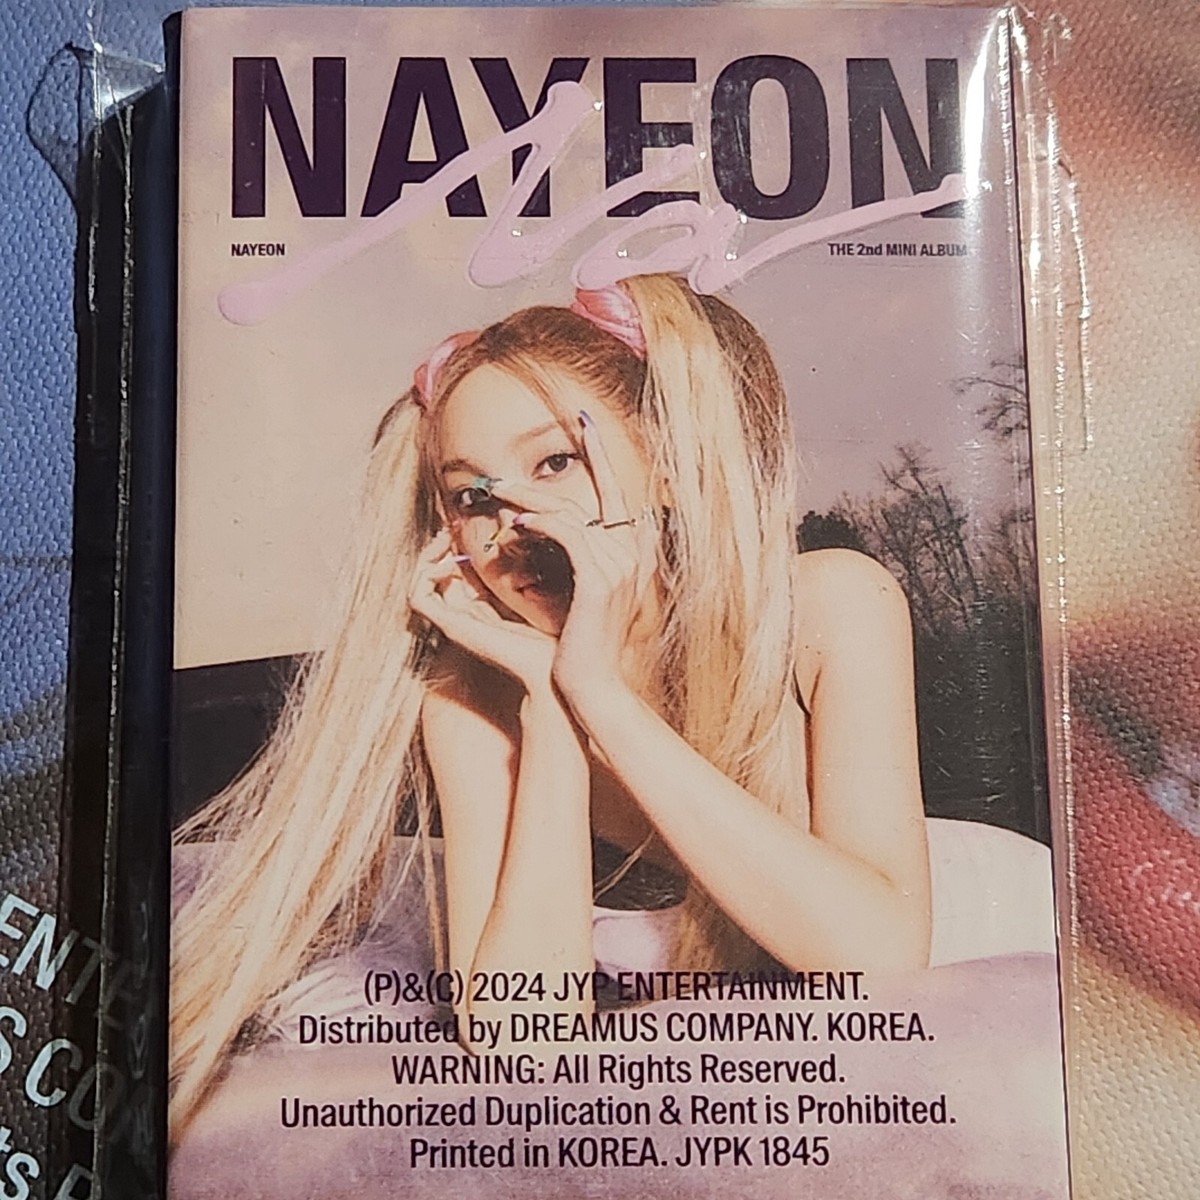 NAYEON
NA
NAYEON
THE 2nd MINI ALBUM
(P)&(C) 2024 JYP ENTERTAINMENT.
Distributed by DREAMUS COMPANY. KOREA.
WARNING: All Rights Reserved.
Unauthorized Duplication & Rent is Prohibited.
Printed in KOREA. JYPK 1845